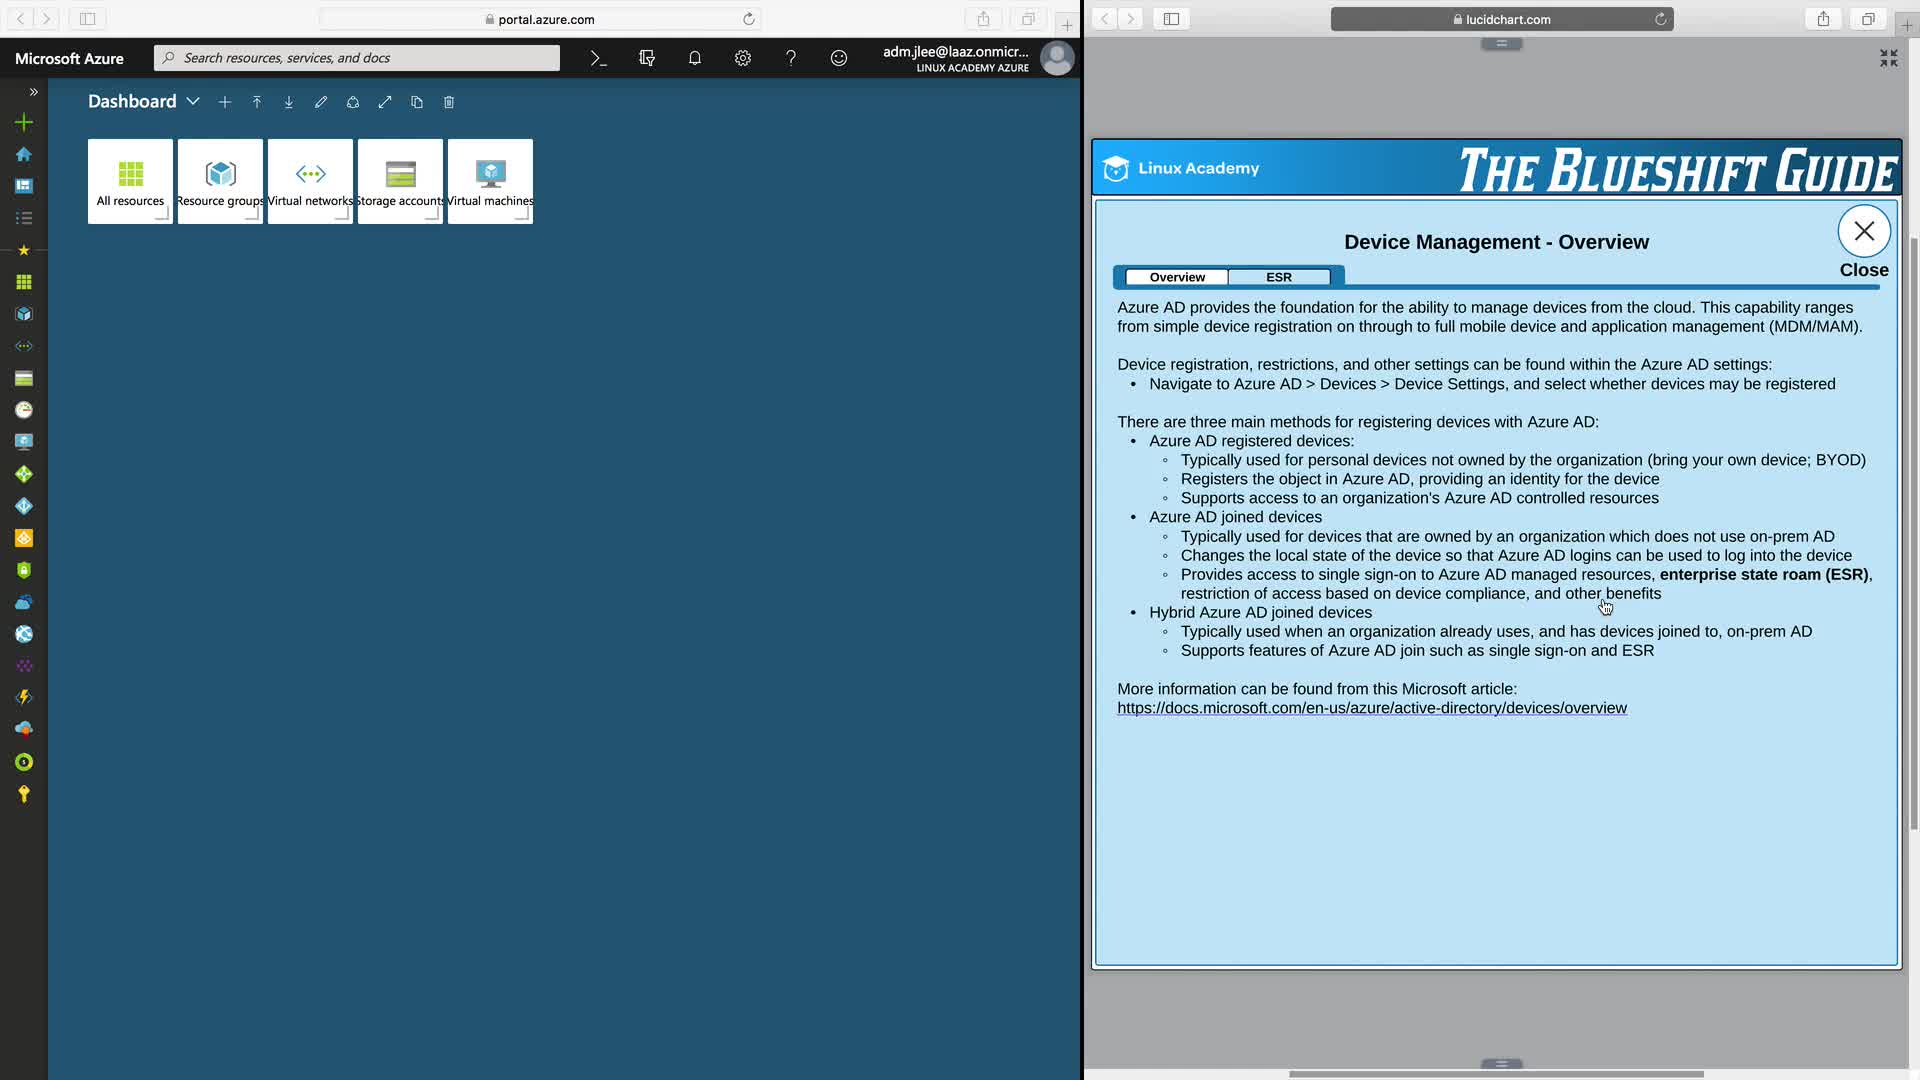 portal.azure.com
lucidchart.com
Microsoft Azure
Search resources, services, and docs
adm.jlee@laaz.onmicr...
LINUX ACADEMY AZURE
Dashboard
All resources
Resource groups
Virtual networks
Storage accounts
Virtual machines
Linux Academy
THE BLUESHIFT GUIDE
Device Management - Overview
Close
Overview
ESR
Azure AD provides the foundation for the ability to manage devices from the cloud. This capability ranges
from simple device registration on through to full mobile device and application management (MDM/MAM).
Device registration, restrictions, and other settings can be found within the Azure AD settings:
• Navigate to Azure AD > Devices > Device Settings, and select whether devices may be registered
There are three main methods for registering devices with Azure AD:
• Azure AD registered devices:
◦ Typically used for personal devices not owned by the organization (bring your own device; BYOD)
◦ Registers the object in Azure AD, providing an identity for the device
◦ Supports access to an organization's Azure AD controlled resources
• Azure AD joined devices
◦ Typically used for devices that are owned by an organization which does not use on-prem AD
◦ Changes the local state of the device so that Azure AD logins can be used to log into the device
◦ Provides access to single sign-on to Azure AD managed resources, enterprise state roam (ESR),
restriction of access based on device compliance, and other benefits
• Hybrid Azure AD joined devices
◦ Typically used when an organization already uses, and has devices joined to, on-prem AD
◦ Supports features of Azure AD join such as single sign-on and ESR
More information can be found from this Microsoft article:
https://docs.microsoft.com/en-us/azure/active-directory/devices/overview